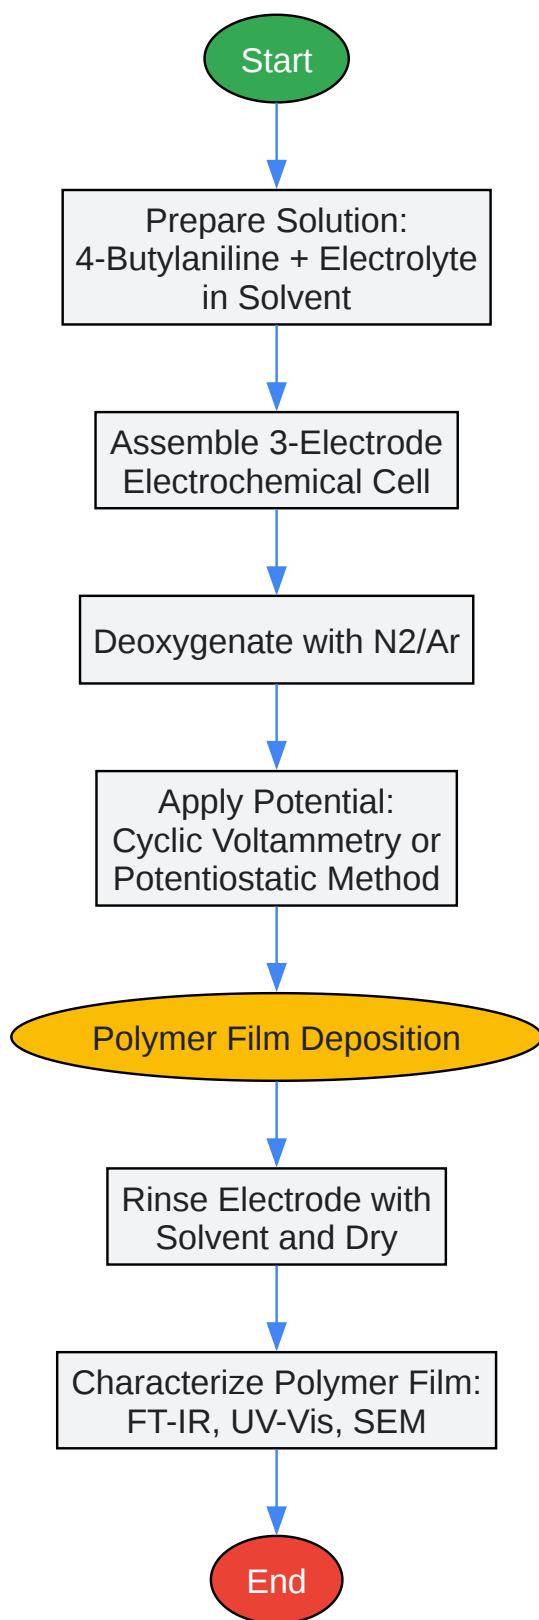 Start
Prepare Solution:
4-Butylaniline + Electrolyte
in Solvent
Assemble 3-Electrode
Electrochemical Cell
Deoxygenate with N2/Ar
Apply Potential:
Cyclic Voltammetry or
Potentiostatic Method
Polymer Film Deposition
Rinse Electrode with
Solvent and Dry
Characterize Polymer Film:
FT-IR, UV-Vis, SEM
End